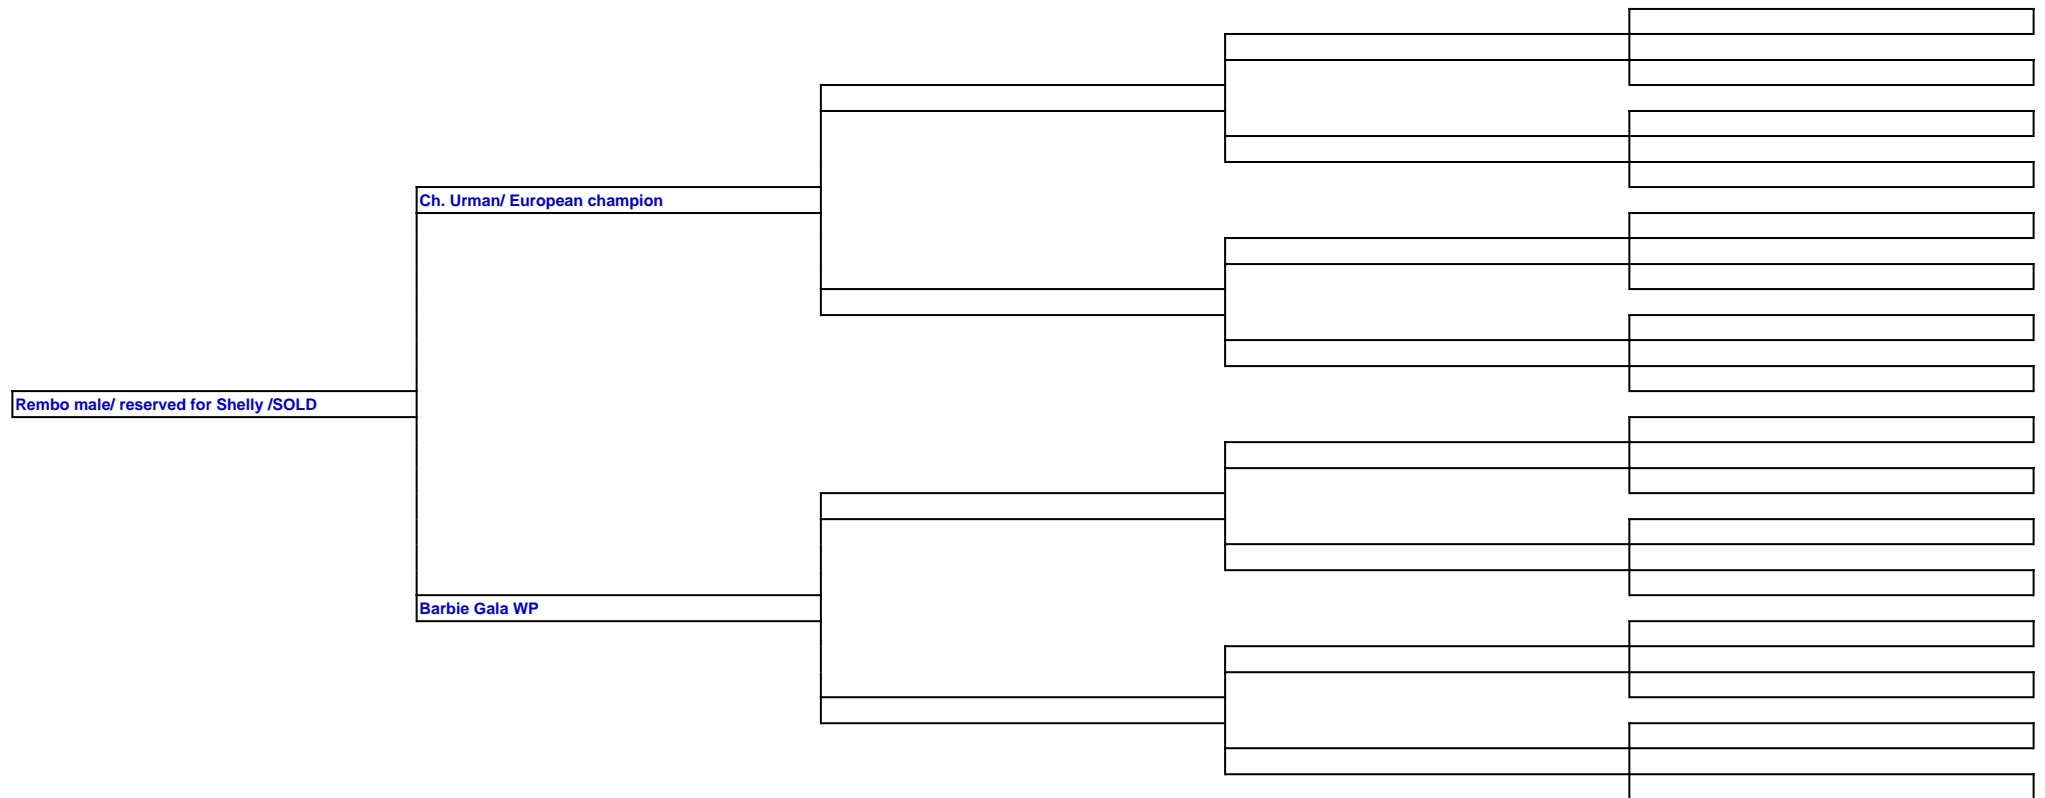 Ch. Urman/ European champion
Rembo male/ reserved for Shelly /SOLD
Barbie Gala WP